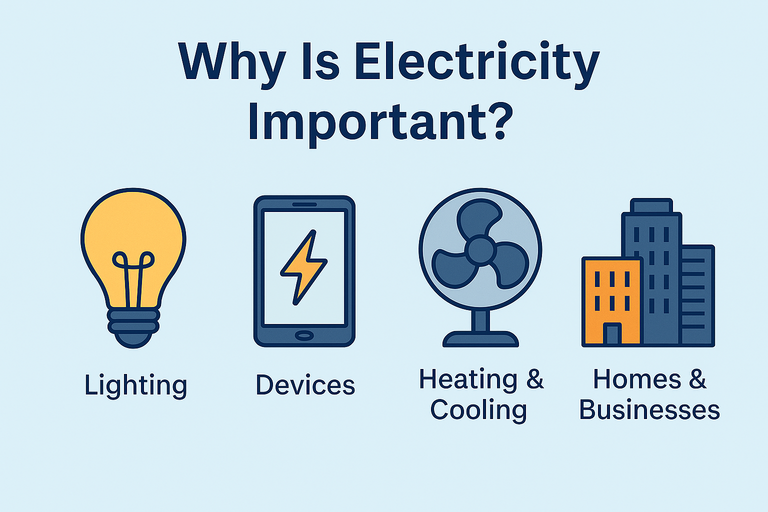 Why Is Electricity
Important?
Lighting
Devices
Heating &
Cooling
Homes &
Businesses